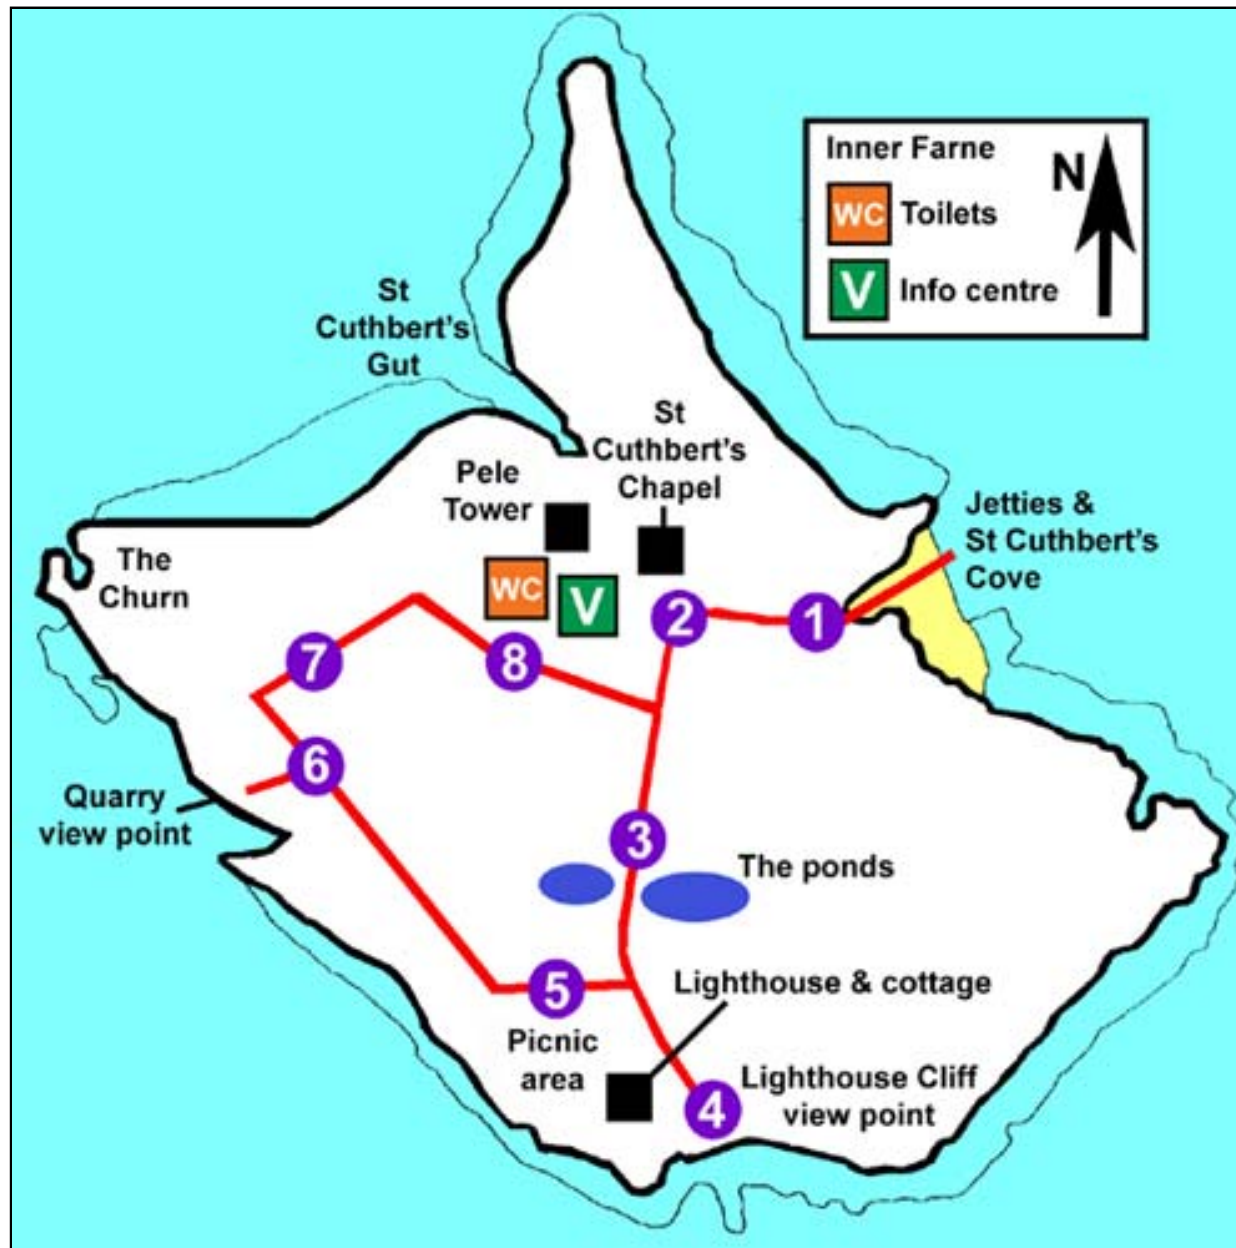 Inner Farne
N
WC Toilets
V Info centre
St
Cuthbert's
Gut
St
Cuthbert's
Chapel
Pele
Tower
Jetties &
St Cuthbert's
Cove
The
Churn
WC
V
2
1
7
8
6
Quarry
view point
3
The ponds
5
Lighthouse & cottage
Picnic
area
Lighthouse Cliff
view point
4